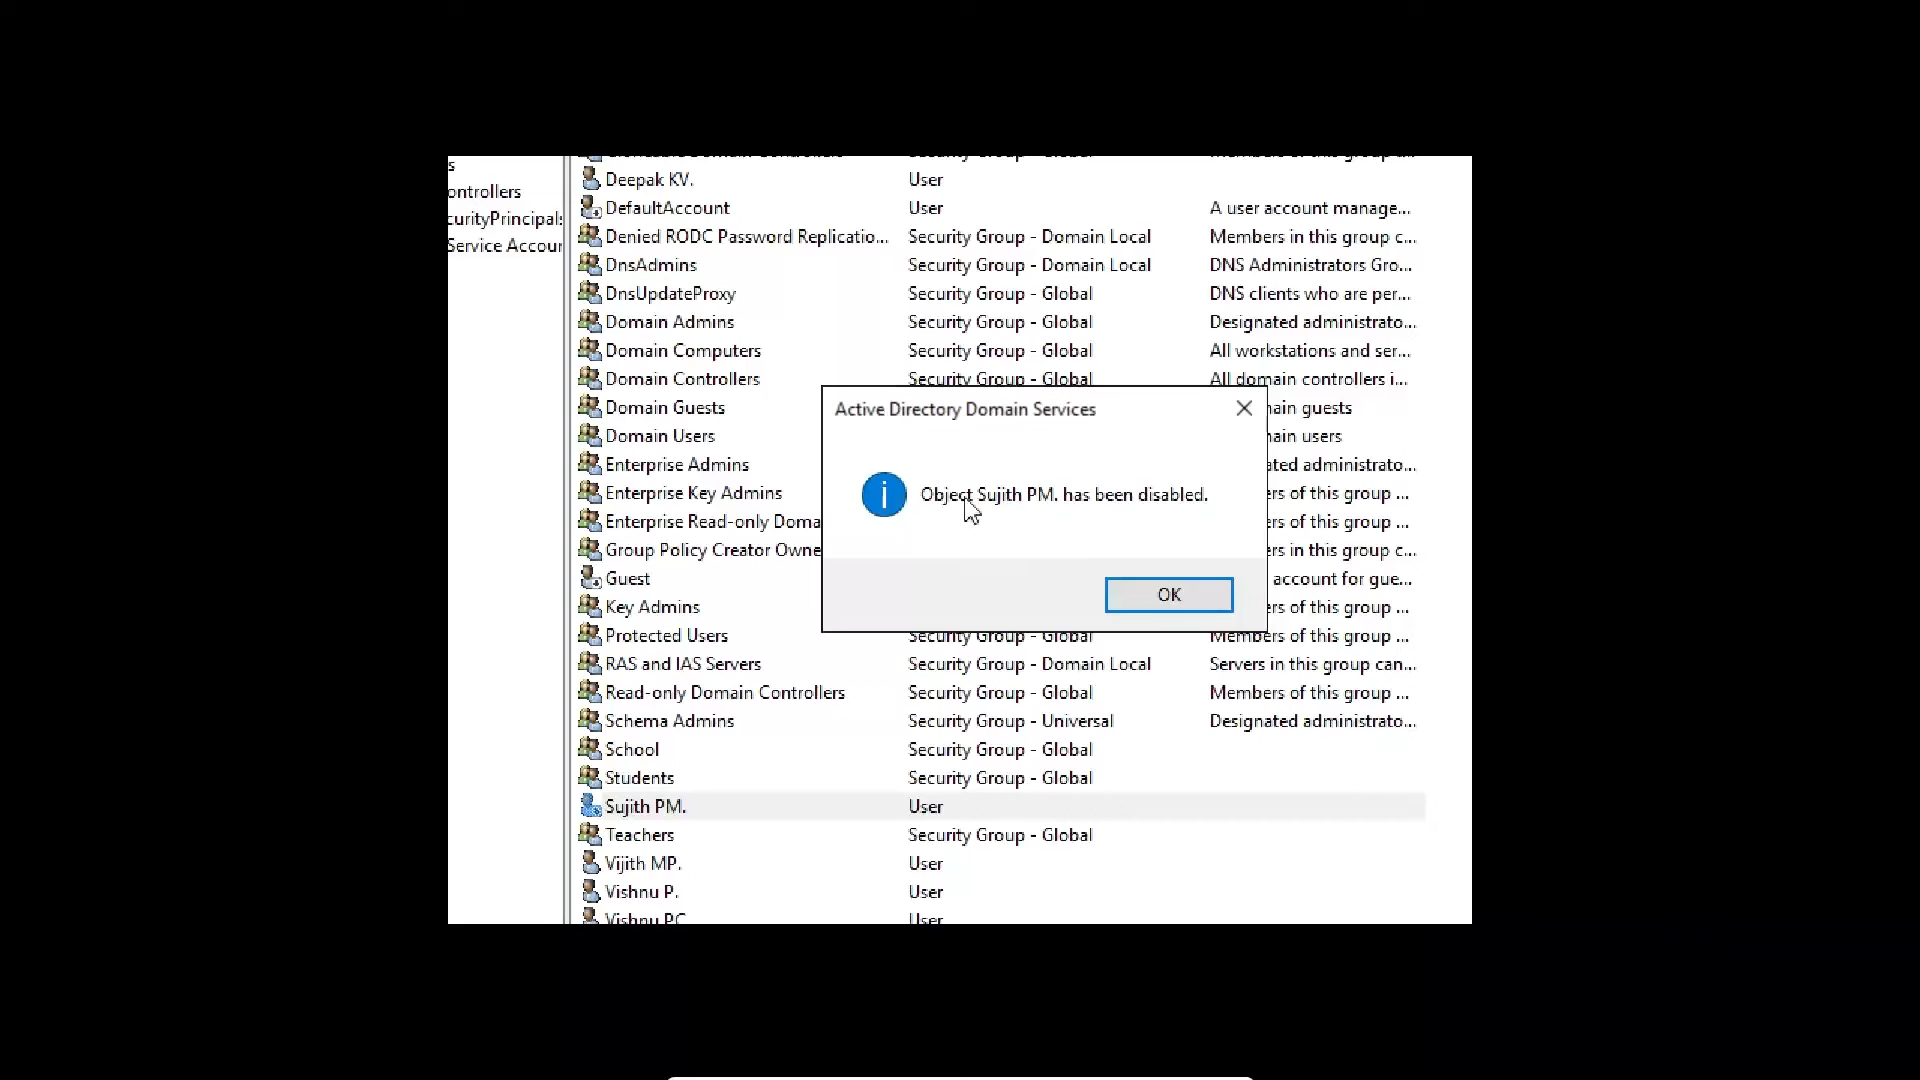 s
ontrollers
curityPrincipals
Service Accour
Deepak KV. User
DefaultAccount User A user account manage...
Denied RODC Password Replicatio... Security Group - Domain Local Members in this group c...
DnsAdmins Security Group - Domain Local DNS Administrators Gro...
DnsUpdateProxy Security Group - Global DNS clients who are per...
Domain Admins Security Group - Global Designated administrato...
Domain Computers Security Group - Global All workstations and ser...
Domain Controllers Security Group - Global All domain controllers i...
Domain Guests main guests
Domain Users main users
Enterprise Admins ated administrato...
Enterprise Key Admins ers of this group ...
Enterprise Read-only Doma ers of this group ...
Group Policy Creator Owne ers in this group c...
Guest account for gue...
Key Admins ers of this group ...
Protected Users Security Group - Global Members of this group ...
RAS and IAS Servers Security Group - Domain Local Servers in this group can...
Read-only Domain Controllers Security Group - Global Members of this group ...
Schema Admins Security Group - Universal Designated administrato...
School Security Group - Global
Students Security Group - Global
Sujith PM. User
Teachers Security Group - Global
Vijith MP. User
Vishnu P. User
Vishnu PC User
Active Directory Domain Services
Object Sujith PM. has been disabled.
OK